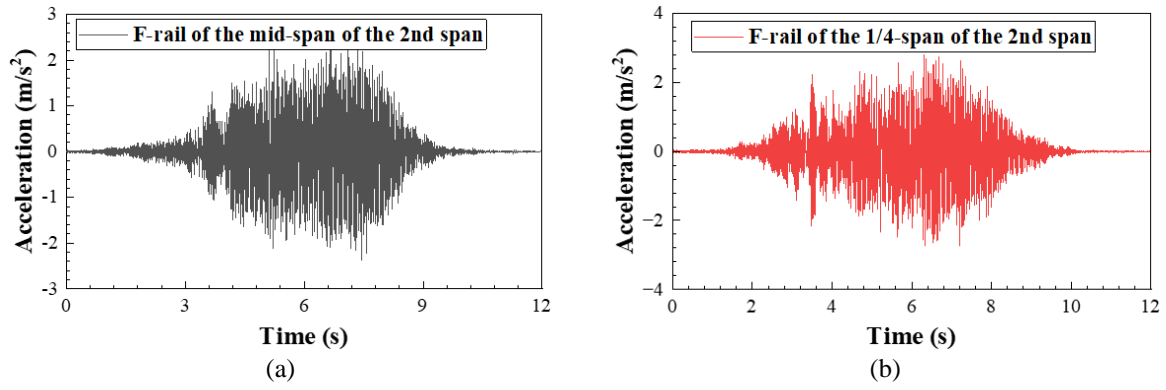 F-rail of the mid-span of the 2nd span
Acceleration (m/s²)
3
2
1
0
-1
-2
-3
0 3 6 9 12
Time (s)
(a)
F-rail of the 1/4-span of the 2nd span
Acceleration (m/s²)
4
2
0
−2
−4
0 2 4 6 8 10 12
Time (s)
(b)